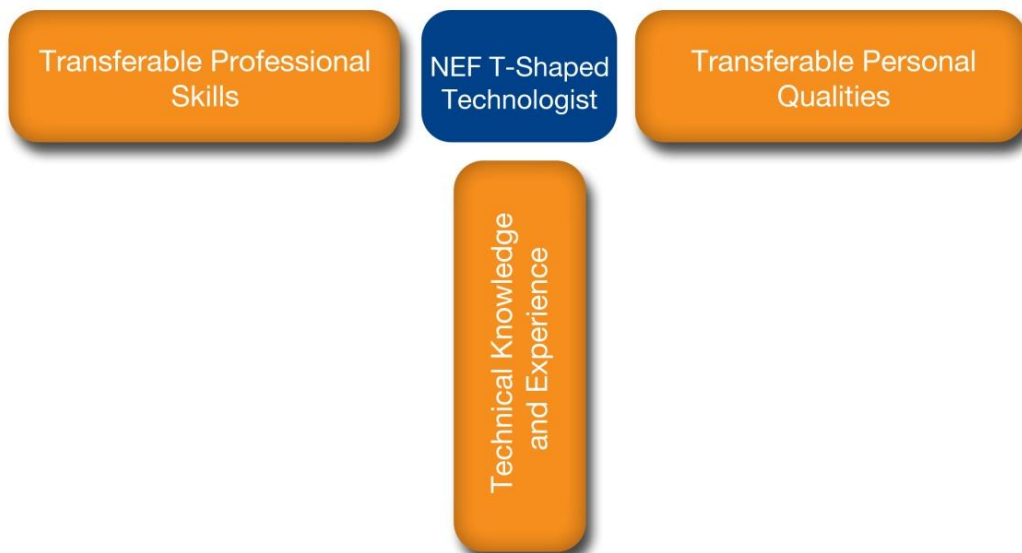 Transferable Professional
Skills
NEF T-Shaped
Technologist
Transferable Personal
Qualities
Technical Knowledge
and Experience